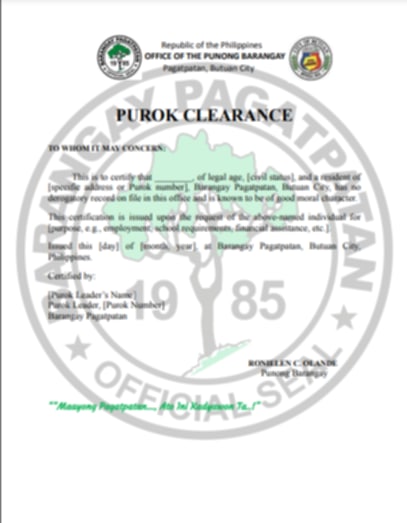 Republic of the Philippines
OFFICE OF THE PUNONG BARANGAY
Pagatpatan, Butuan City
PUROK CLEARANCE
TO WHOM IT MAY CONCERN:
This is to certify that ________, of legal age, [civil status], and a resident of
[specific address or Purok number], Barangay Pagatpatan, Butuan City, has no
derogatory record on file in this office and is known to be of good moral character.
This certification is issued upon the request of the above-named individual for
[purpose, e.g., employment, school requirements, financial assistance, etc.].
Issued this [day] of [month, year], at Barangay Pagatpatan, Butuan City,
Philippines.
Certified by:
[Purok Leader's Name]
Purok Leader, [Purok Number]
Barangay Pagatpatan
RONIELEN C. OLANDE
Punong Barangay
""Maayong Pagatpatan..., Ato Ini Kadyawon Ta..!"
BARANGAY PAGATPATAN
1985
OFFICIAL SEAL